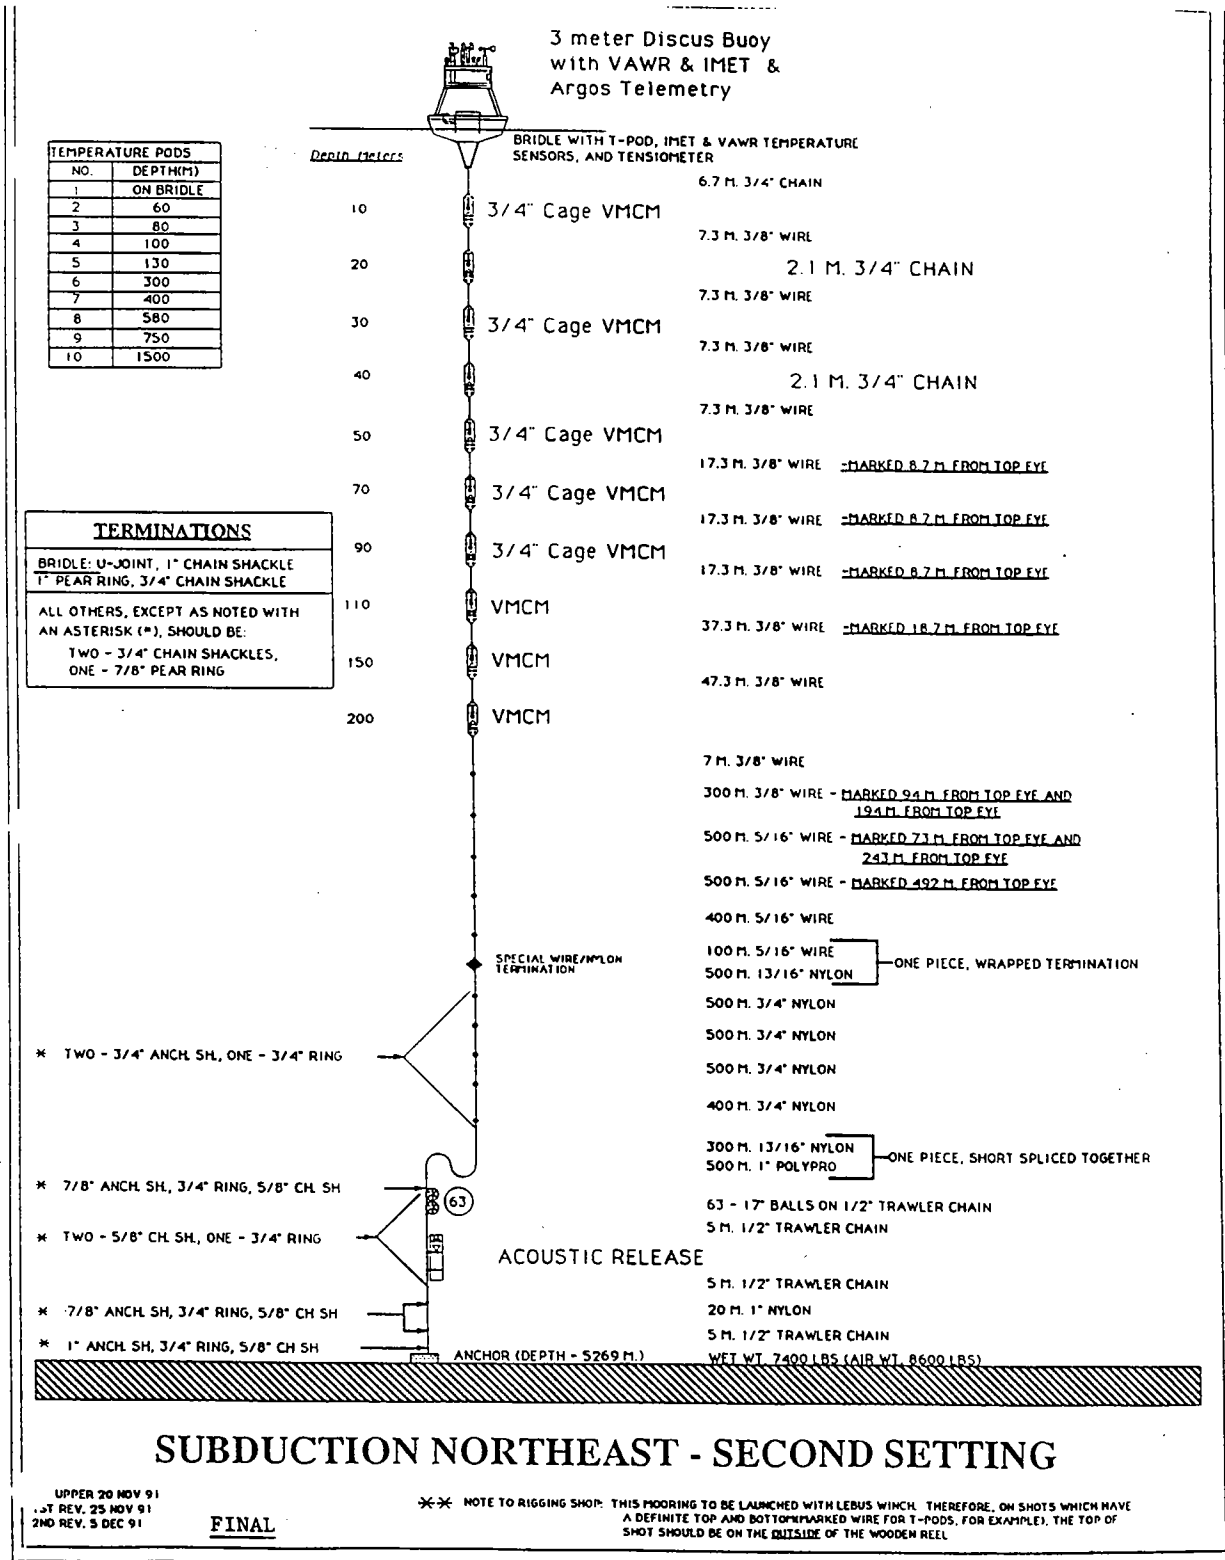 3 meter Discus Buoy
with VAWR & IMET &
Argos Telemetry
BRIDLE WITH T-POD, IMET & VAWR TEMPERATURE
SENSORS, AND TENSIOMETER
TEMPERATURE PODS
NO. DEPTH(M)
1 ON BRIDLE
2 60
3 80
4 100
5 130
6 300
7 400
8 580
9 750
10 1500
Depth Meters
6.7 M. 3/4" CHAIN
10 3/4" Cage VMCM
7.3 M. 3/8" WIRE
20 2.1 M. 3/4" CHAIN
7.3 M. 3/8" WIRE
30 3/4" Cage VMCM
7.3 M. 3/8" WIRE
40 2.1 M. 3/4" CHAIN
7.3 M. 3/8" WIRE
50 3/4" Cage VMCM
17.3 M. 3/8" WIRE -MARKED 8.7 M. FROM TOP EYE
70 3/4" Cage VMCM
17.3 M. 3/8" WIRE -MARKED 8.7 M. FROM TOP EYE
90 3/4" Cage VMCM
17.3 M. 3/8" WIRE -MARKED 8.7 M. FROM TOP EYE
110 VMCM
37.3 M. 3/8" WIRE -MARKED 18.7 M. FROM TOP EYE
150 VMCM
47.3 M. 3/8" WIRE
200 VMCM
TERMINATIONS
BRIDLE: U-JOINT, 1" CHAIN SHACKLE
1" PEAR RING, 3/4" CHAIN SHACKLE
ALL OTHERS, EXCEPT AS NOTED WITH
AN ASTERISK (*), SHOULD BE:
TWO - 3/4" CHAIN SHACKLES,
ONE - 7/8" PEAR RING
7 M. 3/8" WIRE
300 M. 3/8" WIRE - MARKED 94 M. FROM TOP EYE AND
194 M. FROM TOP EYE
500 M. 5/16" WIRE - MARKED 73 M. FROM TOP EYE AND
243 M. FROM TOP EYE
500 M. 5/16" WIRE - MARKED 492 M. FROM TOP EYE
400 M. 5/16" WIRE
SPECIAL WIRE/NYLON
TERMINATION
100 M. 5/16" WIRE
500 M. 13/16" NYLON
ONE PIECE, WRAPPED TERMINATION
500 M. 3/4" NYLON
500 M. 3/4" NYLON
* TWO - 3/4" ANCH. SH., ONE - 3/4" RING
500 M. 3/4" NYLON
400 M. 3/4" NYLON
300 M. 13/16" NYLON
500 M. 1" POLYPRO
ONE PIECE, SHORT SPLICED TOGETHER
* 7/8" ANCH. SH., 3/4" RING, 5/8" CH. SH
63
63 - 17" BALLS ON 1/2" TRAWLER CHAIN
5 M. 1/2" TRAWLER CHAIN
* TWO - 5/8" CH. SH., ONE - 3/4" RING
ACOUSTIC RELEASE
5 M. 1/2" TRAWLER CHAIN
* 7/8" ANCH. SH, 3/4" RING, 5/8" CH SH
20 M. 1" NYLON
5 M. 1/2" TRAWLER CHAIN
* 1" ANCH. SH, 3/4" RING, 5/8" CH SH
ANCHOR (DEPTH - 5269 M.) WET WT. 7400 LBS (AIR WT. 8600 LBS)
SUBDUCTION NORTHEAST - SECOND SETTING
UPPER 20 NOV 91
1ST REV. 25 NOV 91
2ND REV. 5 DEC 91
FINAL
** NOTE TO RIGGING SHOP: THIS MOORING TO BE LAUNCHED WITH LEBUS WINCH. THEREFORE, ON SHOTS WHICH HAVE
A DEFINITE TOP AND BOTTOM(MARKED WIRE FOR T-PODS, FOR EXAMPLE), THE TOP OF
SHOT SHOULD BE ON THE OUTSIDE OF THE WOODEN REEL